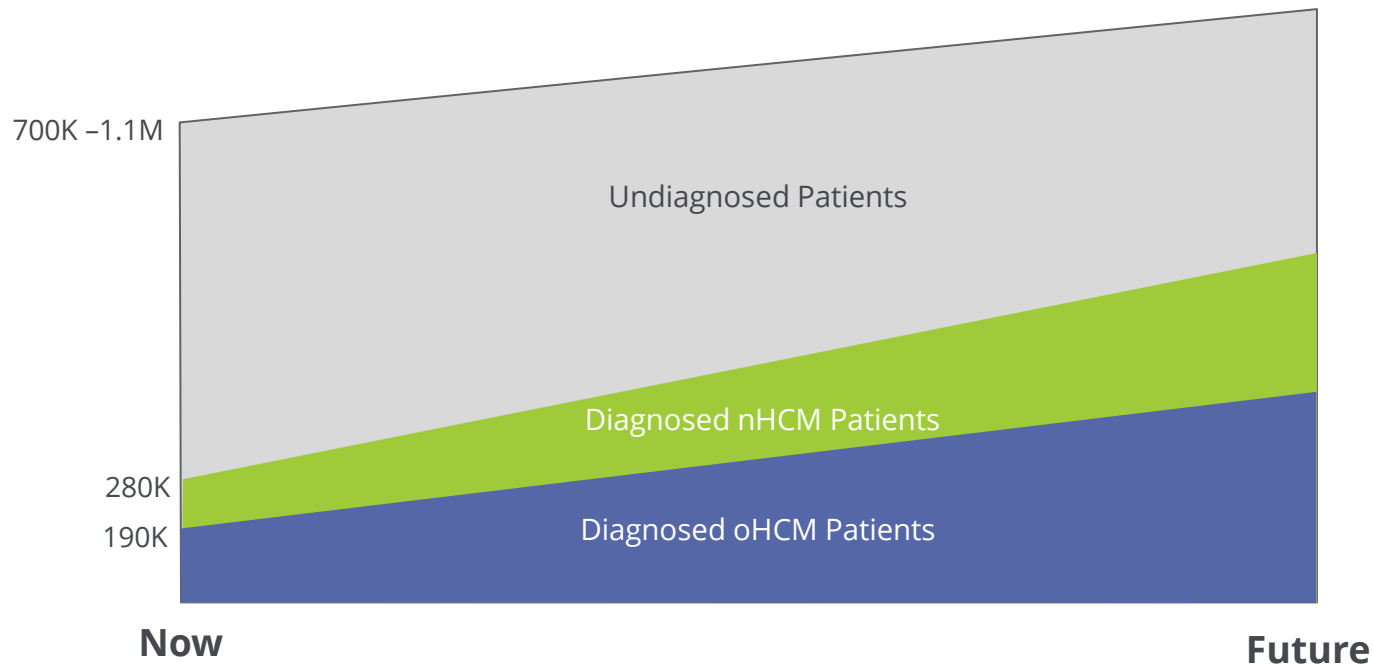 700K –1.1M
Undiagnosed Patients
Diagnosed nHCM Patients
280K
190K
Diagnosed oHCM Patients
Now
Future